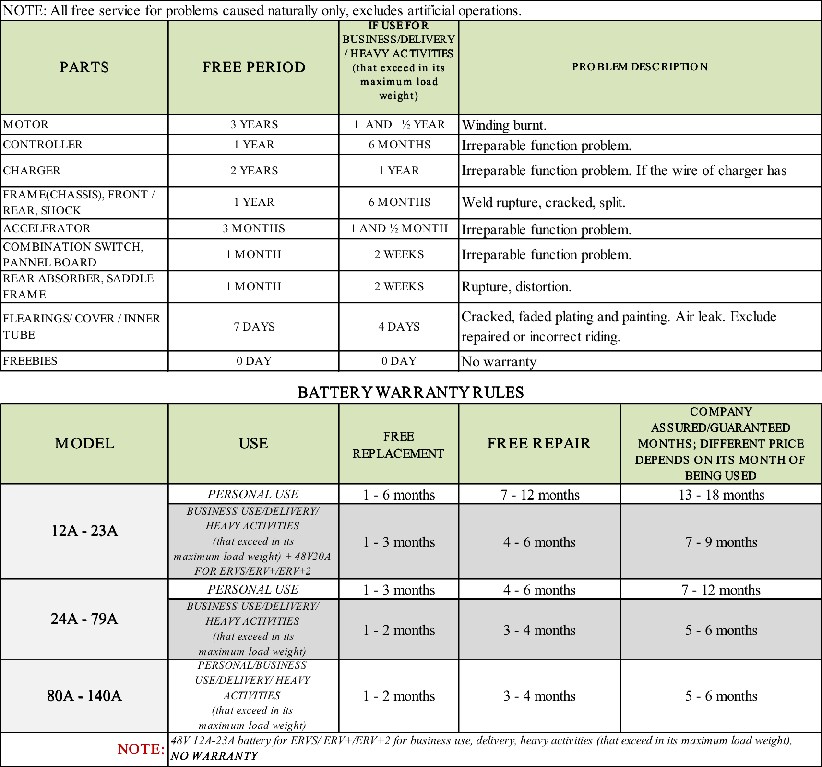 NOTE: All free service for problems caused naturally only, excludes artificial operations.
PARTS
FREE PERIOD
IF USE FOR
BUSINESS/DELIVERY
/ HEAVY ACTIVITIES
(that exceed in its
maximum load
weight)
PROBLEM DESCRIPTION
MOTOR
3 YEARS
1 AND ½ YEAR
Winding burnt.
CONTROLLER
1 YEAR
6 MONTHS
Irreparable function problem.
CHARGER
2 YEARS
1 YEAR
Irreparable function problem. If the wire of charger has
FRAME(CHASSIS), FRONT /
REAR, SHOCK
1 YEAR
6 MONTHS
Weld rupture, cracked, split.
ACCELERATOR
3 MONTHS
1 AND ½ MONTH
Irreparable function problem.
COMBINATION SWITCH,
PANNEL BOARD
1 MONTH
2 WEEKS
Irreparable function problem.
REAR ABSORBER, SADDLE
FRAME
1 MONTH
2 WEEKS
Rupture, distortion.
FLEARINGS/ COVER / INNER
TUBE
7 DAYS
4 DAYS
Cracked, faded plating and painting. Air leak. Exclude
repaired or incorrect riding.
FREEBIES
0 DAY
0 DAY
No warranty
BATTERY WARRANTY RULES
MODEL
USE
FREE
REPLACEMENT
FREE REPAIR
COMPANY
ASSURED/GUARANTEED
MONTHS; DIFFERENT PRICE
DEPENDS ON ITS MONTH OF
BEING USED
12A - 23A
PERSONAL USE
1 - 6 months
7 - 12 months
13 - 18 months
BUSINESS USE/DELIVERY/
HEAVY ACTIVITIES
(that exceed in its
maximum load weight) + 48V20A
FOR ERVS/ERV+/ERV+2
1 - 3 months
4 - 6 months
7 - 9 months
24A - 79A
PERSONAL USE
1 - 3 months
4 - 6 months
7 - 12 months
BUSINESS USE/DELIVERY/
HEAVY ACTIVITIES
(that exceed in its
maximum load weight)
1 - 2 months
3 - 4 months
5 - 6 months
80A - 140A
PERSONAL/BUSINESS
USE/DELIVERY/ HEAVY
ACTIVITIES
(that exceed in its
maximum load weight)
1 - 2 months
3 - 4 months
5 - 6 months
NOTE:
48V 12A-23A battery for ERVS/ ERV+/ERV+2 for business use, delivery, heavy activities (that exceed in its maximum load weight),
NO WARRANTY